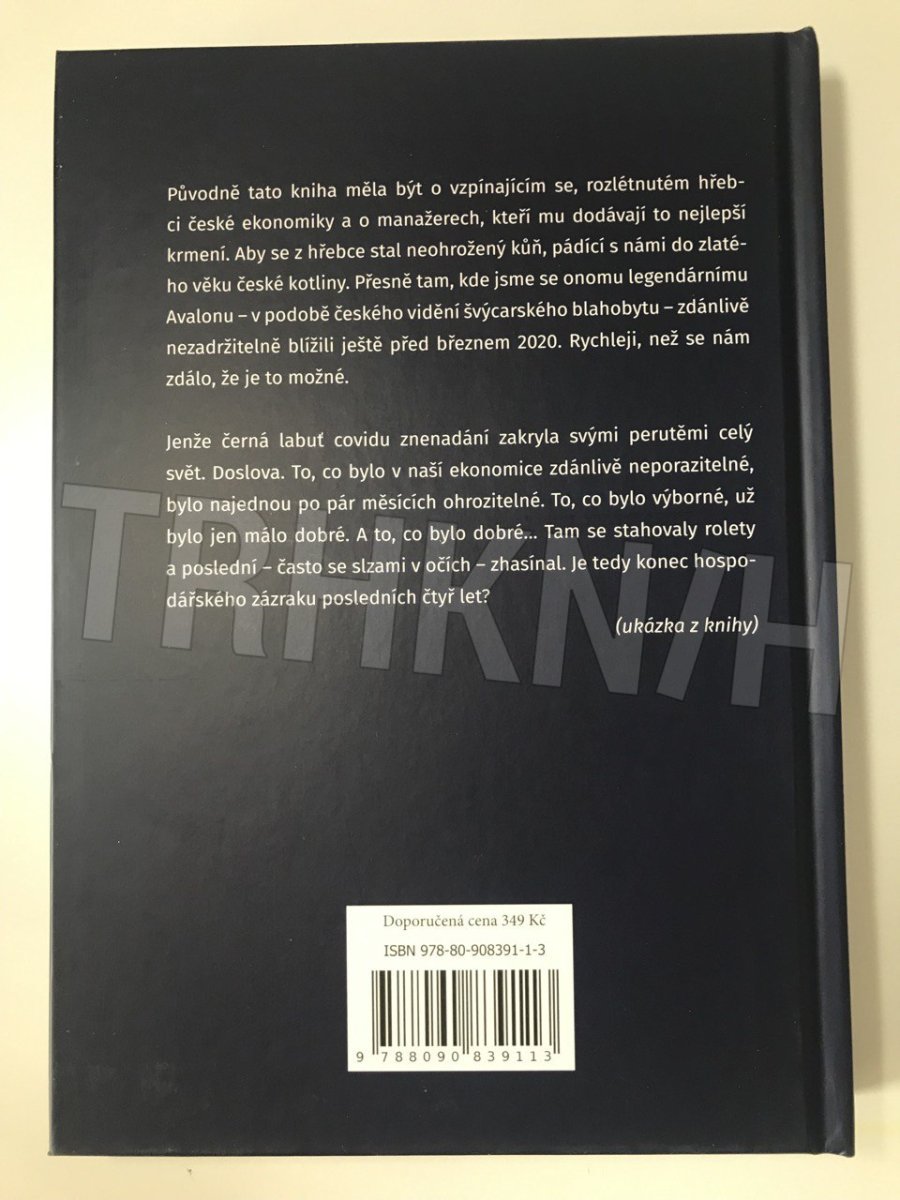 Původně tato kniha měla být o vzpínajícím se, rozlétnutém hřeb-
ci české ekonomiky a o manažerech, kteří mu dodávají to nejlepší
krmení. Aby se z hřebce stal neohrožený kůň, pádící s námi do zlaté-
ho věku české kotliny. Přesně tam, kde jsme se onomu legendárnímu
Avalonu – v podobě českého vidění švýcarského blahobytu – zdánlivě
nezadržitelně blížili ještě před březnem 2020. Rychleji, než se nám
zdálo, že je to možné.
Jenže černá labuť covidu znenadání zakryla svými perutěmi celý
svět. Doslova. To, co bylo v naší ekonomice zdánlivě neporazitelné,
bylo najednou po pár měsících ohrozitelné. To, co bylo výborné, už
bylo jen málo dobré. A to, co bylo dobré... Tam se stahovaly rolety
a poslední – často se slzami v očích – zhasínal. Je tedy konec hospo-
dářského zázraku posledních čtyř let?
(ukázka z knihy)
TRHKN/H
Doporučená cena 349 Kč
ISBN 978-80-908391-1-3
9 788090 839113